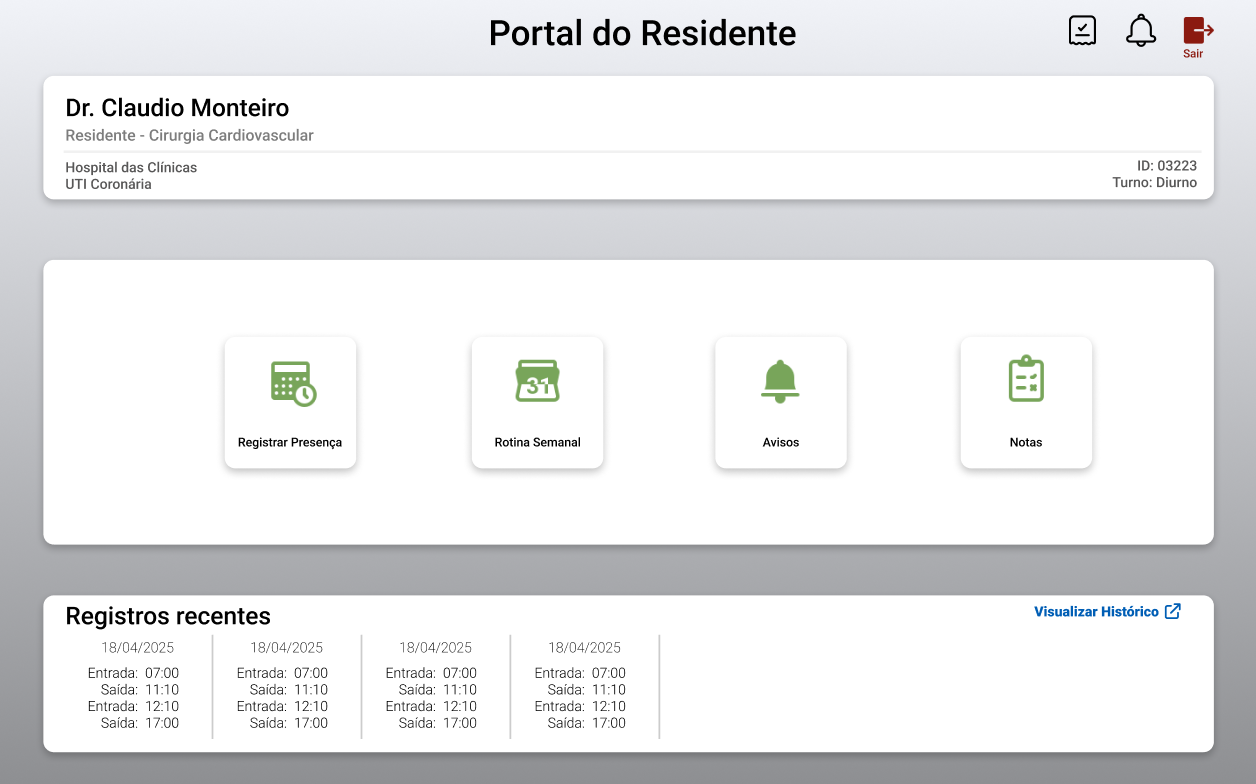 Portal do Residente
Sair
Dr. Claudio Monteiro
Residente - Cirurgia Cardiovascular
Hospital das Clínicas
UTI Coronária
ID: 03223
Turno: Diurno
31
Registrar Presença
Rotina Semanal
Avisos
Notas
Registros recentes
Visualizar Histórico
18/04/2025
Entrada: 07:00
Saída: 11:10
Entrada: 12:10
Saída: 17:00
18/04/2025
Entrada: 07:00
Saída: 11:10
Entrada: 12:10
Saída: 17:00
18/04/2025
Entrada: 07:00
Saída: 11:10
Entrada: 12:10
Saída: 17:00
18/04/2025
Entrada: 07:00
Saída: 11:10
Entrada: 12:10
Saída: 17:00